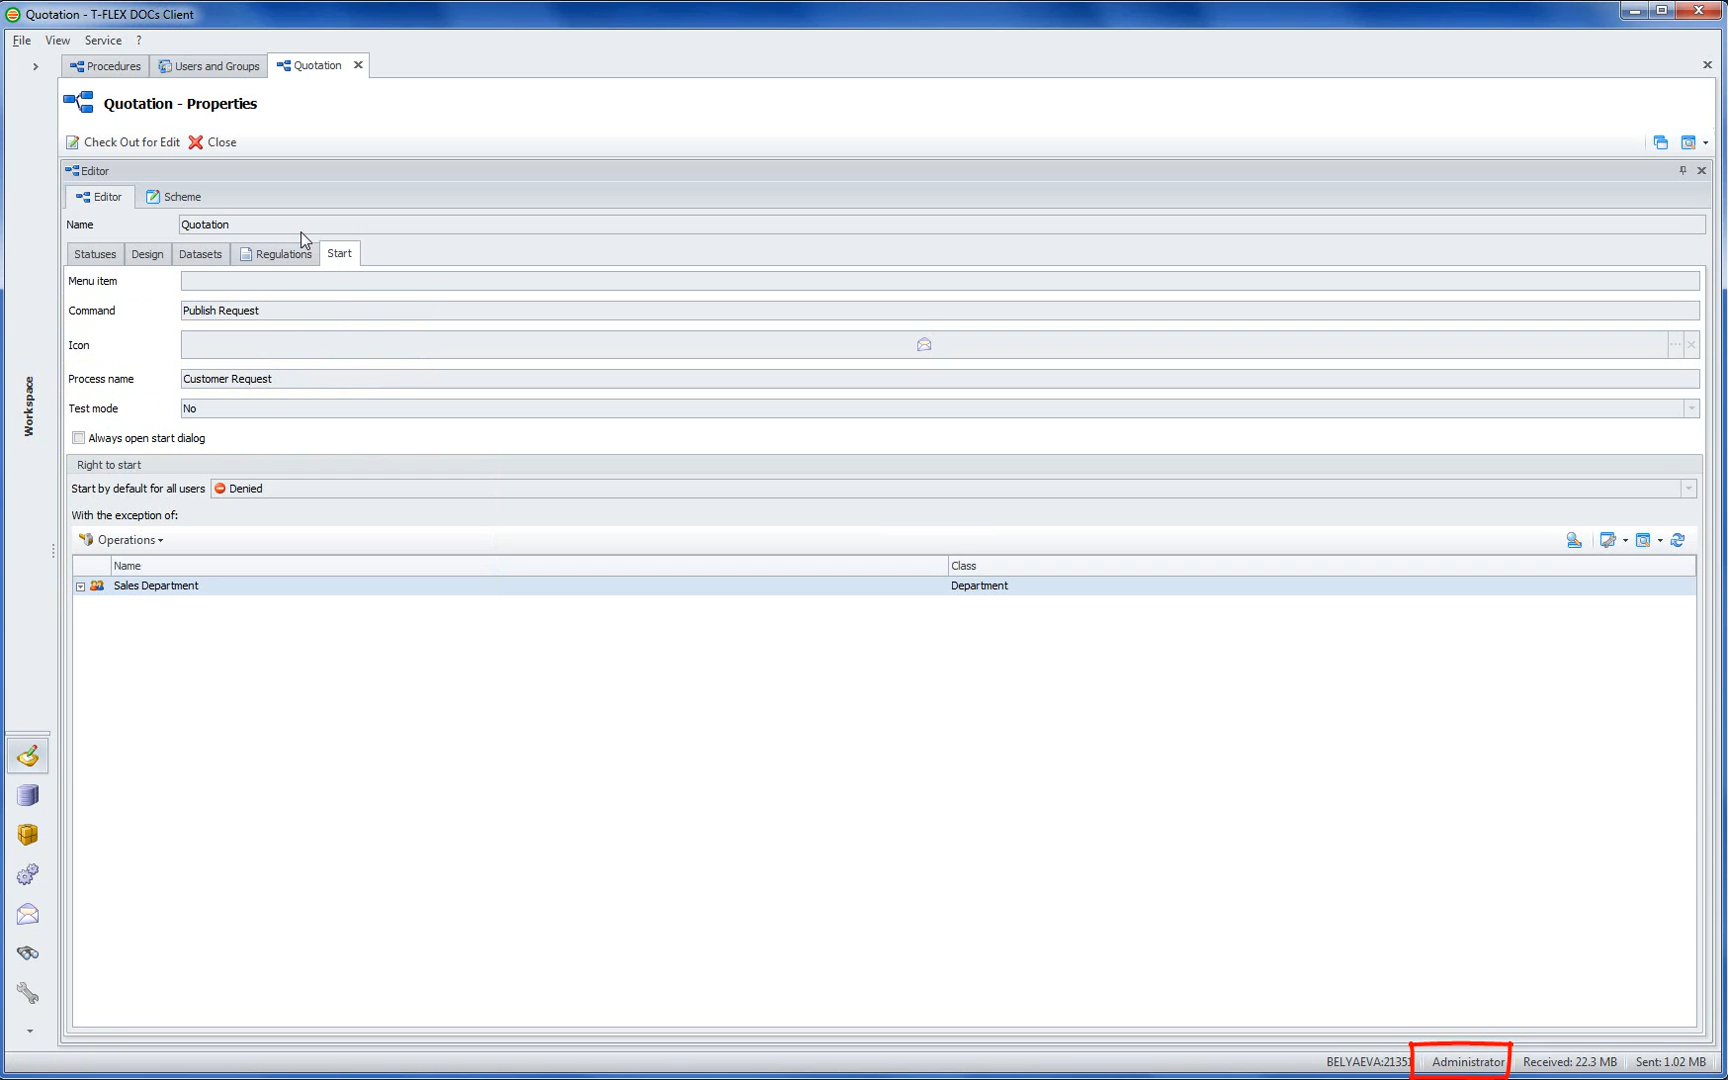 Quotation - T-FLEX DOCs Client
File View Service ?
Procedures Users and Groups Quotation
Quotation - Properties
Check Out for Edit Close
Editor
Editor Scheme
Name Quotation
Statuses Design Datasets Regulations Start
Menu item
Command Publish Request
Icon
Process name Customer Request
Test mode No
Always open start dialog
Right to start
Start by default for all users Denied
With the exception of:
Operations
Name Class
Sales Department Department
Workspace
BELYAEVA:21351 Administrator Received: 22.3 MB Sent: 1.02 MB